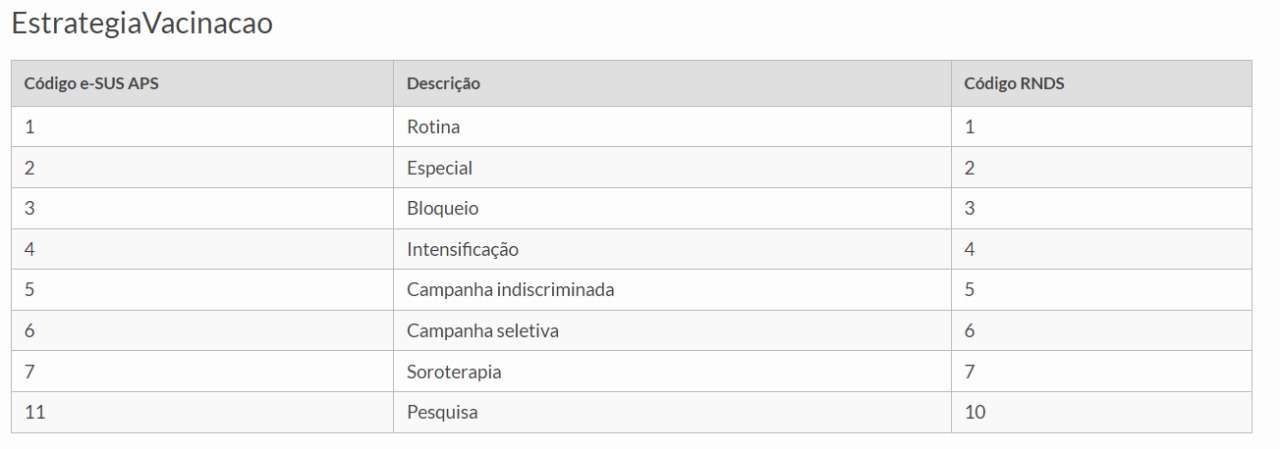 EstrategiaVacinacao
Código e-SUS APS Descrição Código RNDS
1 Rotina 1
2 Especial 2
3 Bloqueio 3
4 Intensificação 4
5 Campanha indiscriminada 5
6 Campanha seletiva 6
7 Soroterapia 7
11 Pesquisa 10